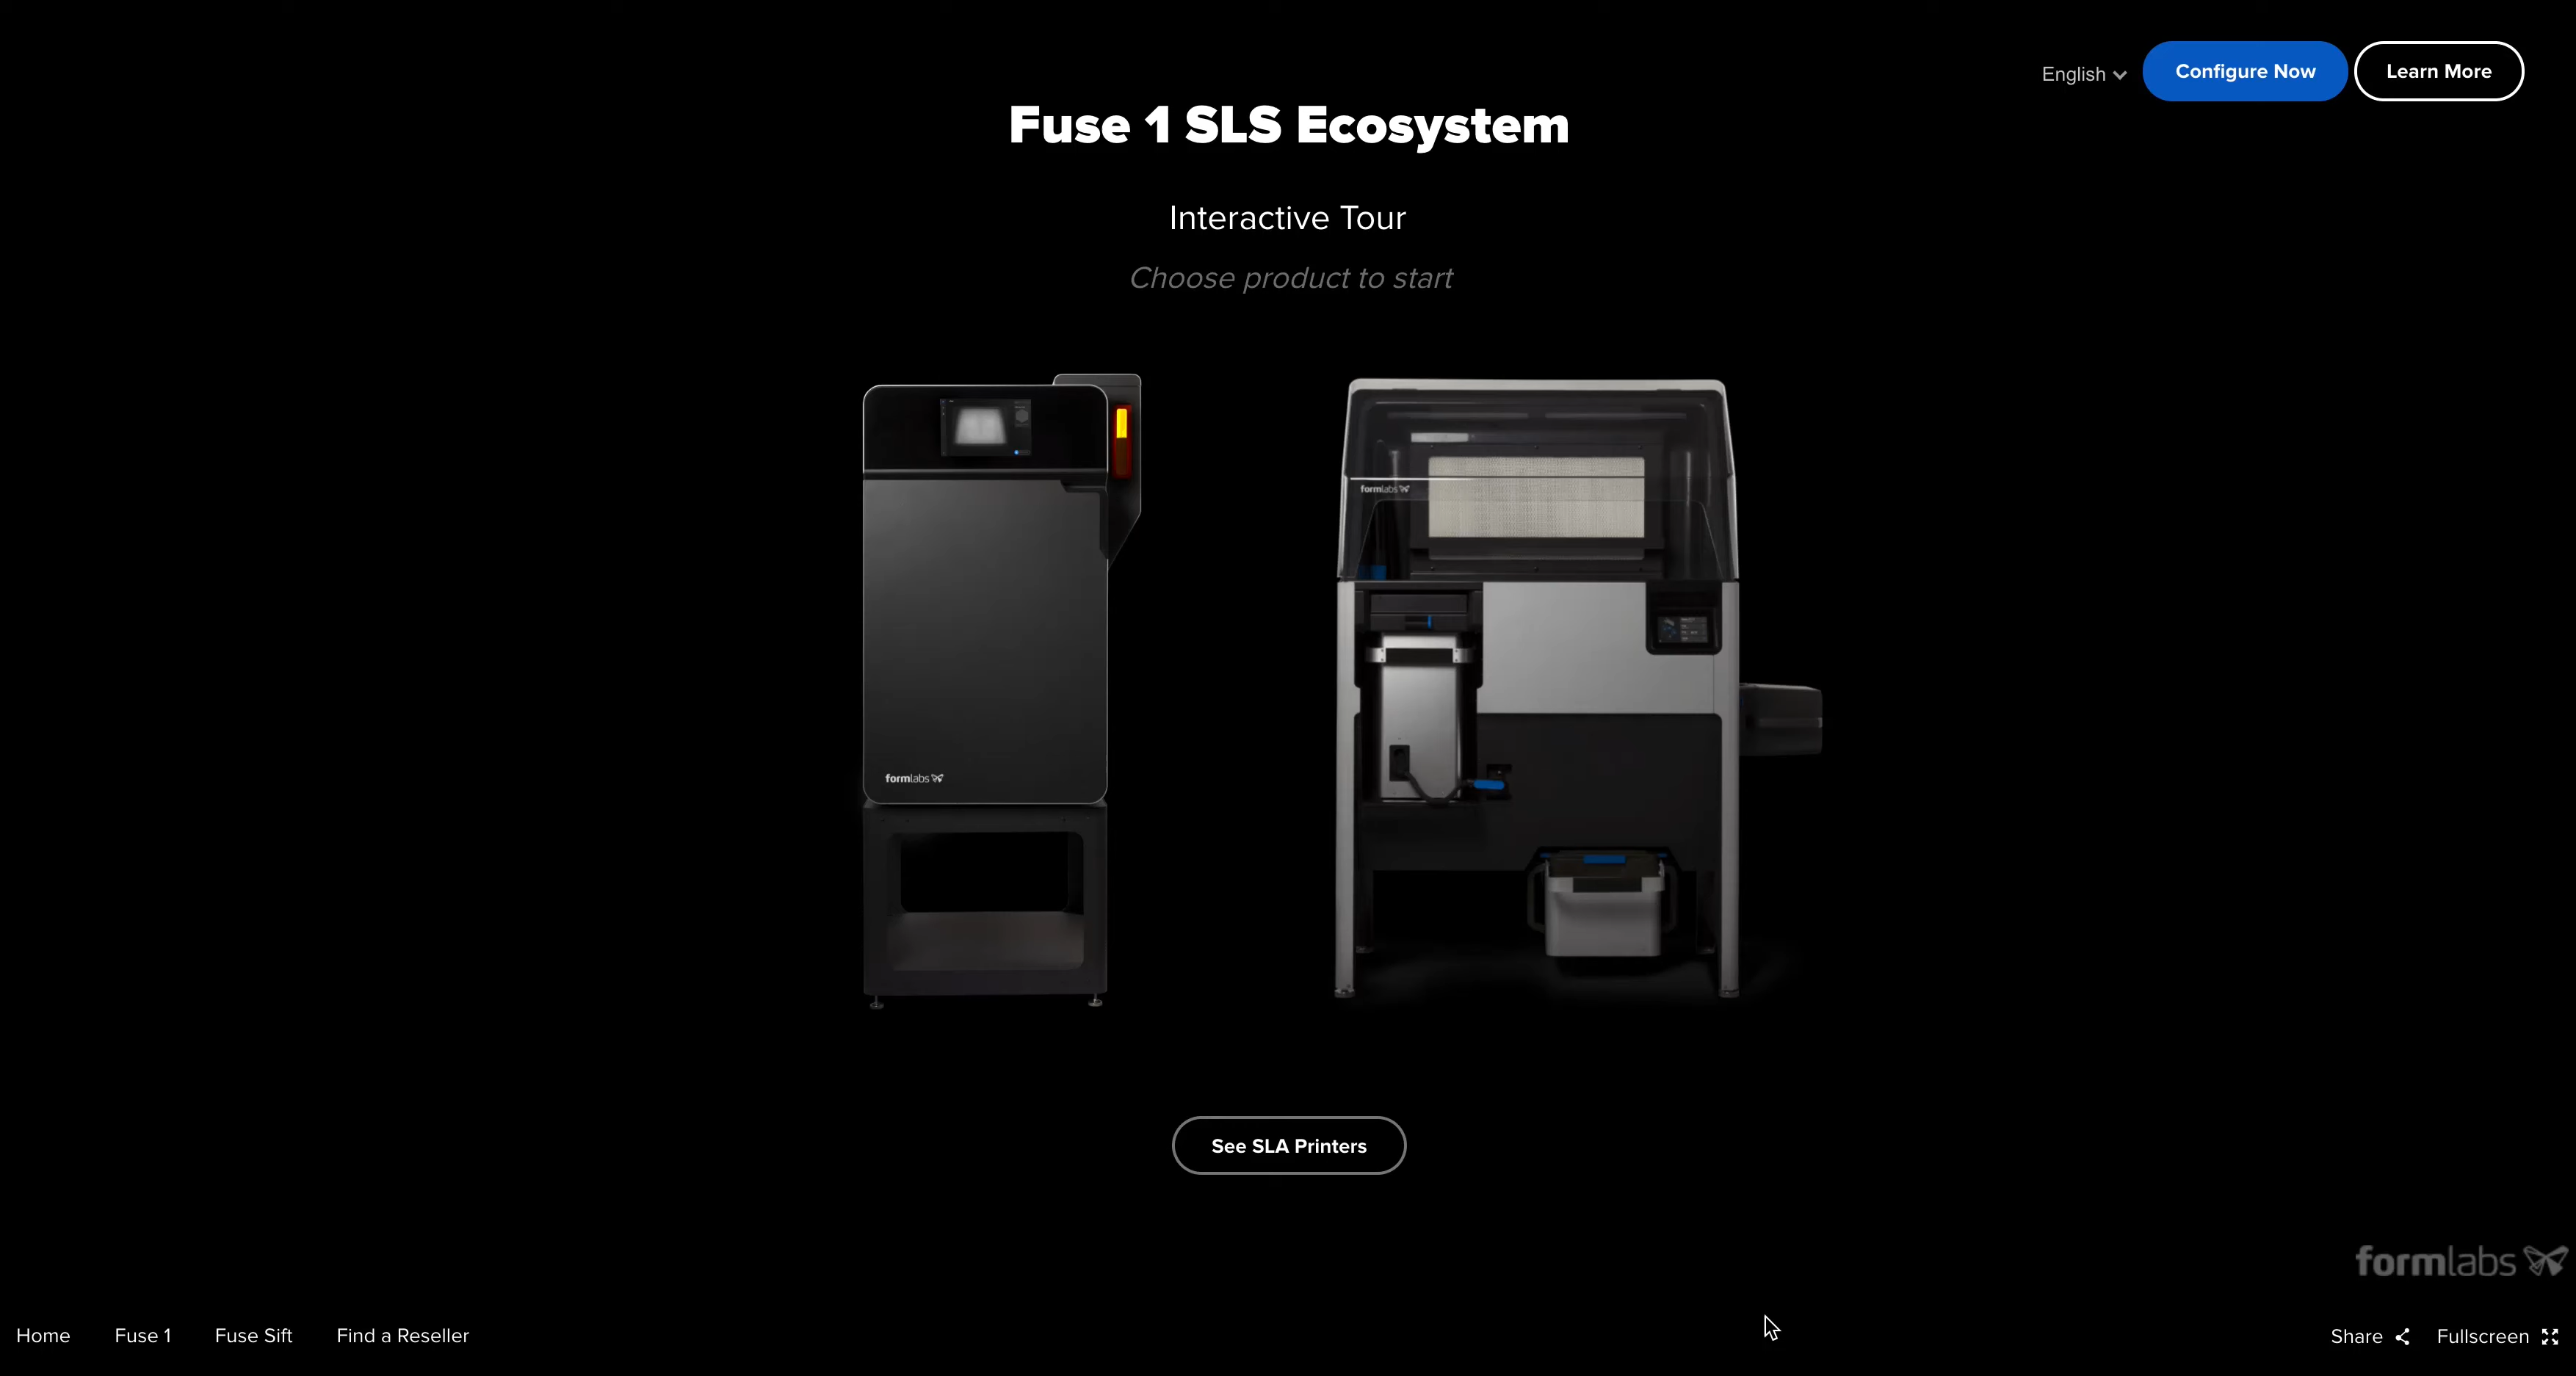 English
Configure Now
Learn More
Fuse 1 SLS Ecosystem
Interactive Tour
Choose product to start
formlabs
formlabs
See SLA Printers
formlabs
Home
Fuse 1
Fuse Sift
Find a Reseller
Share
Fullscreen